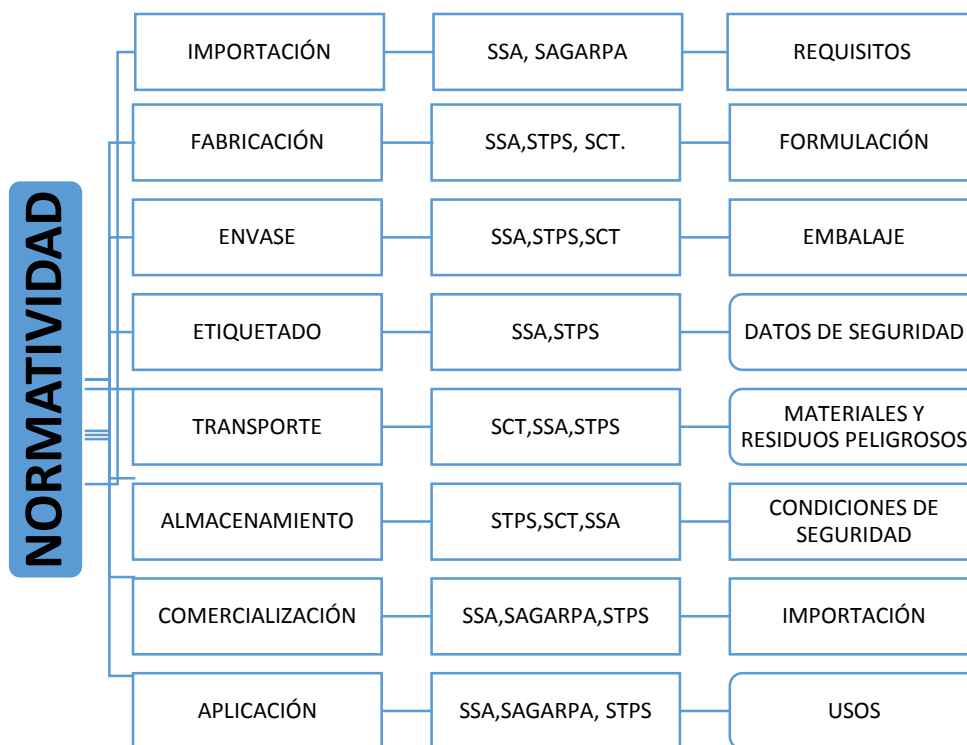 NORMATIVIDAD
IMPORTACIÓN
SSA, SAGARPA
REQUISITOS
FABRICACIÓN
SSA,STPS, SCT.
FORMULACIÓN
ENVASE
SSA,STPS,SCT
EMBALAJE
ETIQUETADO
SSA,STPS
DATOS DE SEGURIDAD
TRANSPORTE
SCT,SSA,STPS
MATERIALES Y
RESIDUOS PELIGROSOS
ALMACENAMIENTO
STPS,SCT,SSA
CONDICIONES DE
SEGURIDAD
COMERCIALIZACIÓN
SSA,SAGARPA,STPS
IMPORTACIÓN
APLICACIÓN
SSA,SAGARPA, STPS
USOS